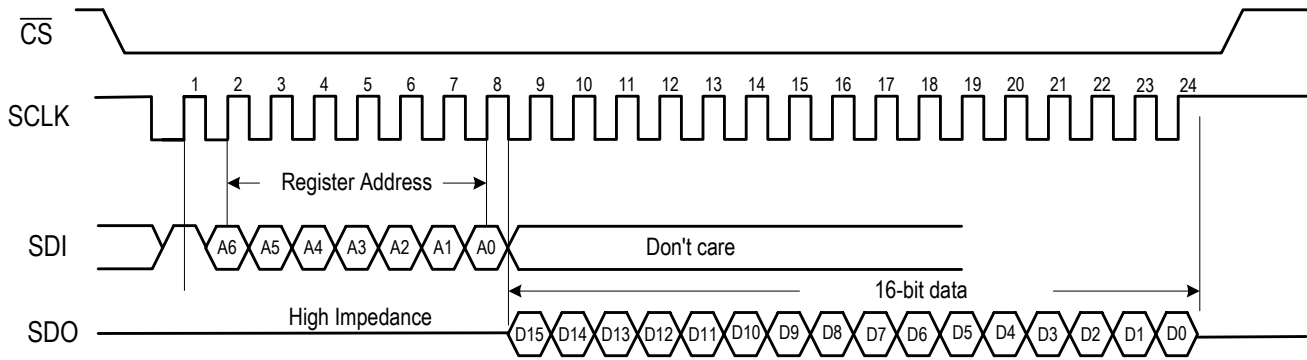 CS
1 2 3 4 5 6 7 8 9 10 11 12 13 14 15 16 17 18 19 20 21 22 23 24
SCLK
Register Address
SDI A6 A5 A4 A3 A2 A1 A0 Don't care
16-bit data
High Impedance
SDO D15 D14 D13 D12 D11 D10 D9 D8 D7 D6 D5 D4 D3 D2 D1 D0